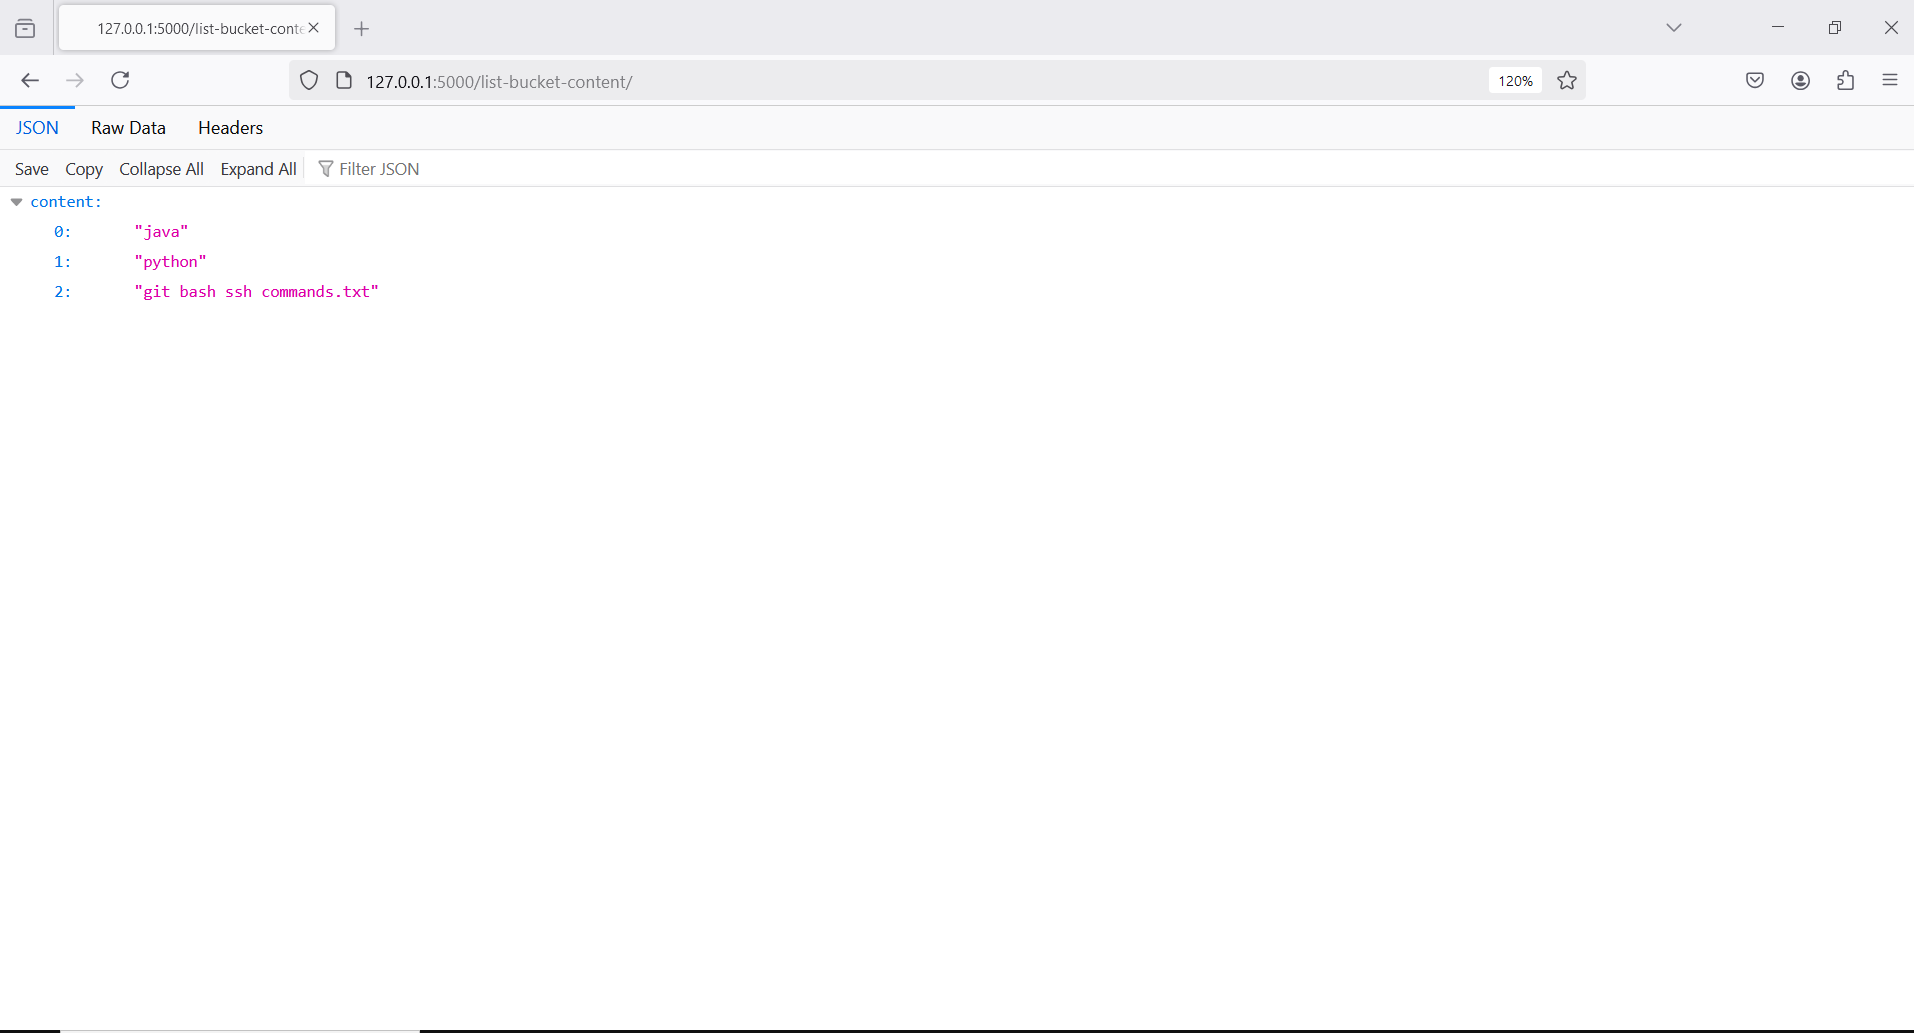 127.0.0.1:5000/list-bucket-conte
127.0.0.1:5000/list-bucket-content/
120%
JSON Raw Data Headers
Save Copy Collapse All Expand All Filter JSON
content:
0: "java"
1: "python"
2: "git bash ssh commands.txt"